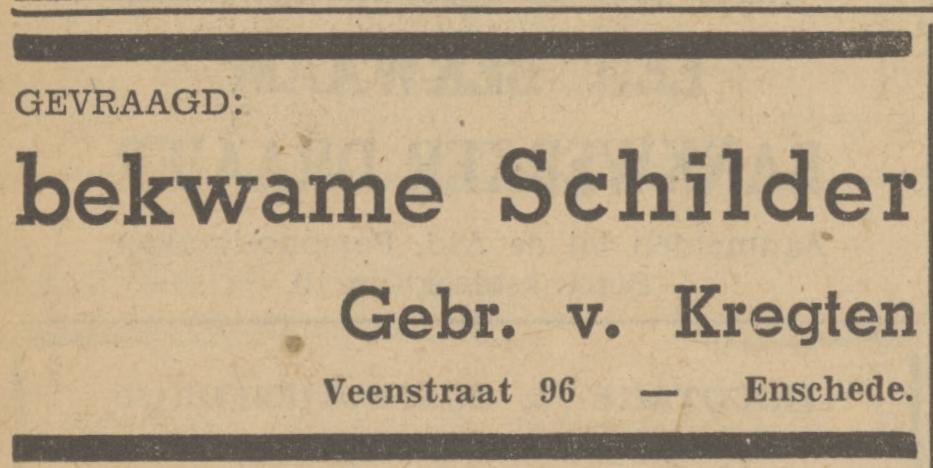 GEVRAAGD:
bekwame Schilder
Gebr. v. Kregten
Veenstraat 96 — Enschede.